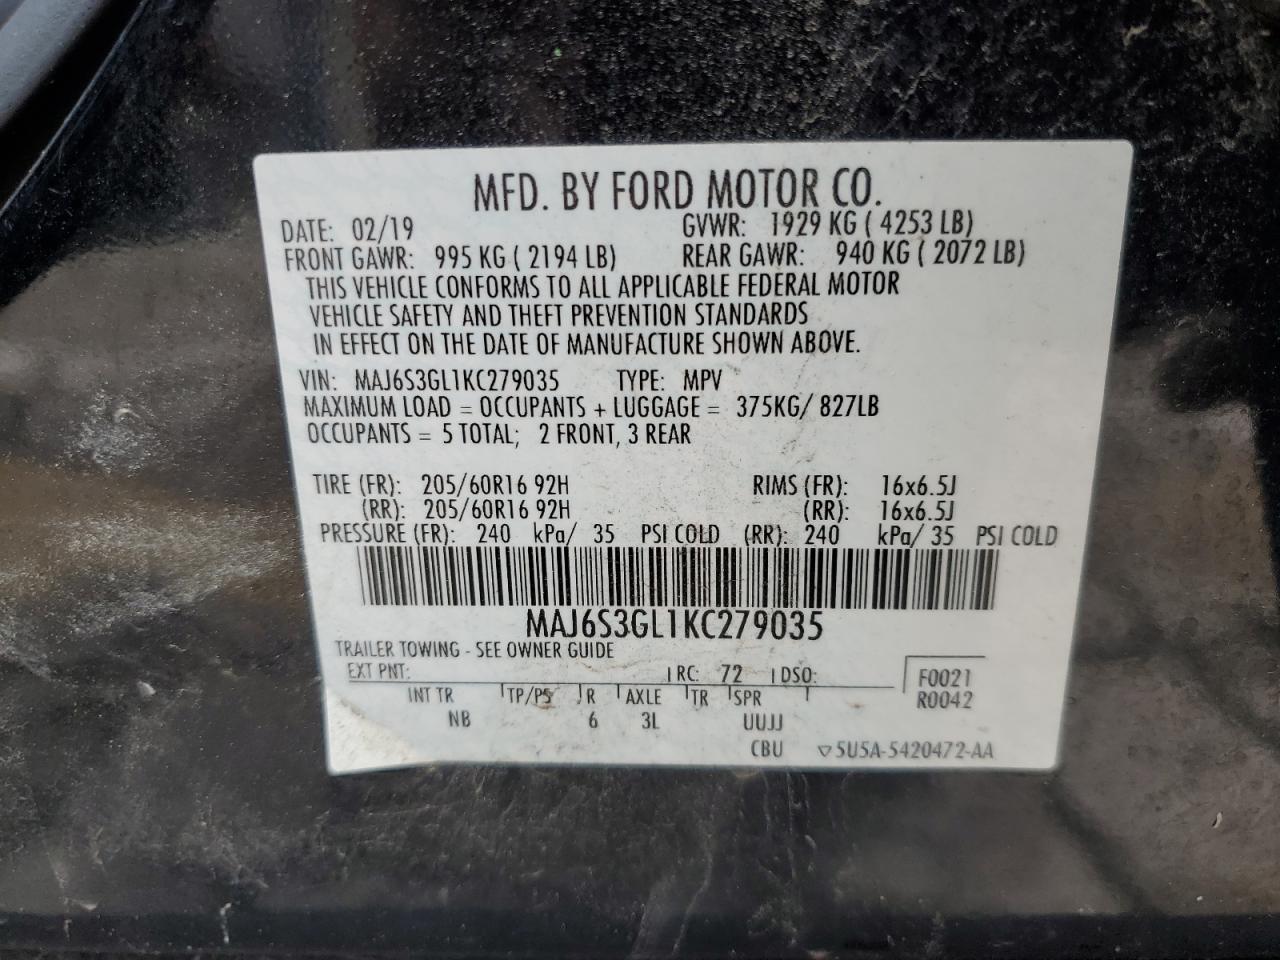 MFD. BY FORD MOTOR CO.
DATE: 02/19 GVWR: 1929 KG ( 4253 LB)
FRONT GAWR: 995 KG ( 2194 LB) REAR GAWR: 940 KG ( 2072 LB)
THIS VEHICLE CONFORMS TO ALL APPLICABLE FEDERAL MOTOR
VEHICLE SAFETY AND THEFT PREVENTION STANDARDS
IN EFFECT ON THE DATE OF MANUFACTURE SHOWN ABOVE.
VIN: MAJ6S3GL1KC279035 TYPE: MPV
MAXIMUM LOAD = OCCUPANTS + LUGGAGE = 375KG/ 827LB
OCCUPANTS = 5 TOTAL; 2 FRONT, 3 REAR
TIRE (FR): 205/60R16 92H RIMS (FR): 16x6.5J
(RR): 205/60R16 92H (RR): 16x6.5J
PRESSURE (FR): 240 kPa/ 35 PSI COLD (RR): 240 kPa/ 35 PSI COLD
MAJ6S3GL1KC279035
TRAILER TOWING - SEE OWNER GUIDE
EXT PNT: RC: 72 DSO: F0021
INT TR TP/PS R AXLE TR SPR R0042
NB 6 3L UUJJ
CBU ▽5U5A-5420472-AA